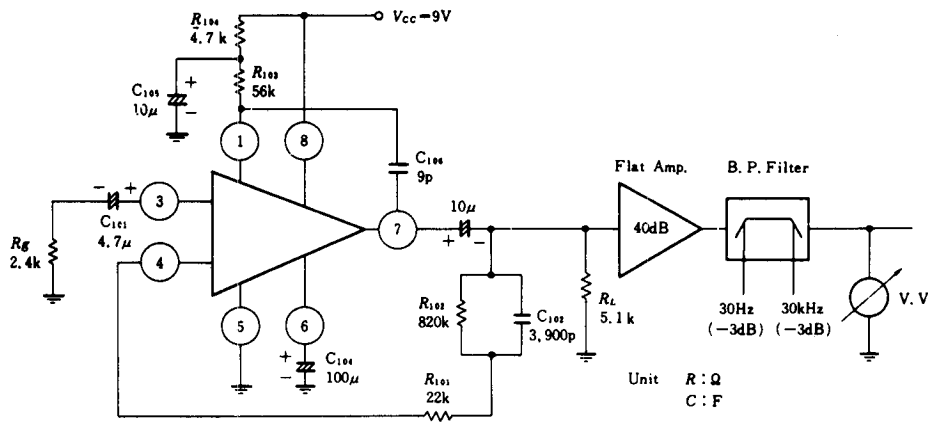 R104
4.7k
VCC=9V
C105
10μ
+
−
R103
56k
1
8
C106
9p
Flat Amp.
B. P. Filter
− +
3
C101
4.7μ
Rg
2.4k
4
7
10μ
+ −
40dB
R102
820k
C102
3,900p
RL
5.1k
30Hz
(−3dB)
30kHz
(−3dB)
V. V
5
6
+
−
C104
100μ
R101
22k
Unit R : Ω
C : F